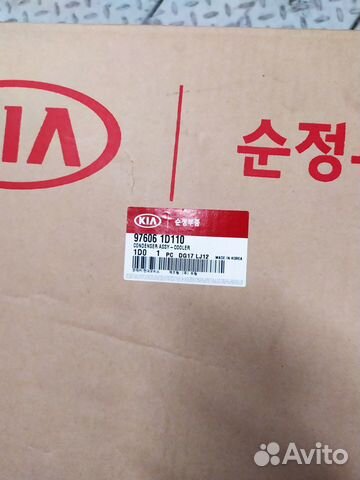 KIA
순정부
KIA 순정부품
97606 1D110
CONDENSER ASSY-COOLER
1D0 1 PC DG17 LJ12 MADE IN KOREA
Avito